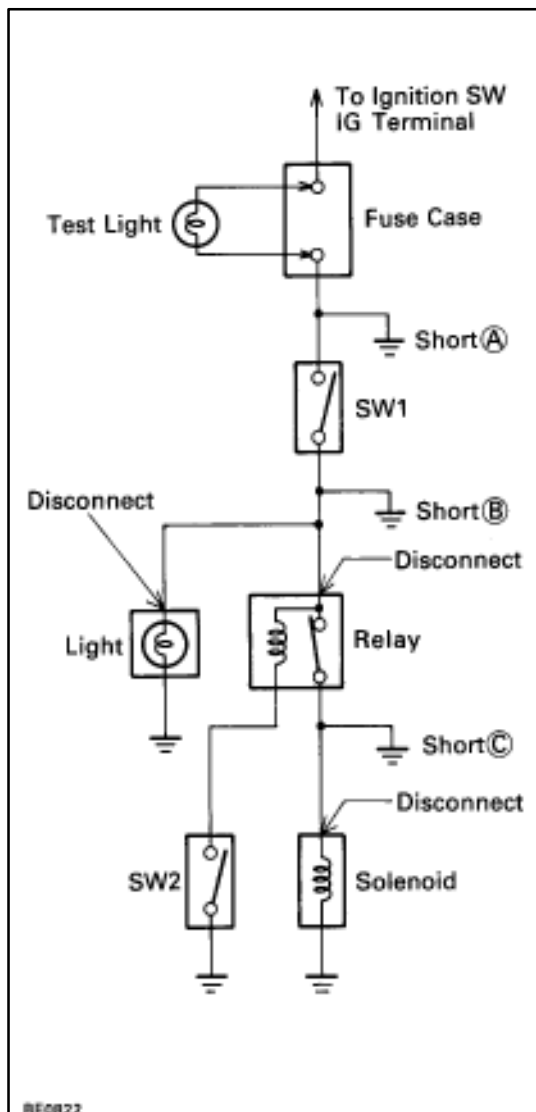 To Ignition SW
IG Terminal
Test Light
Fuse Case
Short Ⓐ
SW1
Disconnect
Short Ⓑ
Disconnect
Light
Relay
Short Ⓒ
Disconnect
SW2
Solenoid
BE0822